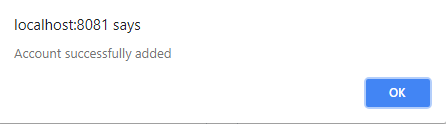 localhost:8081 says
Account successfully added
OK